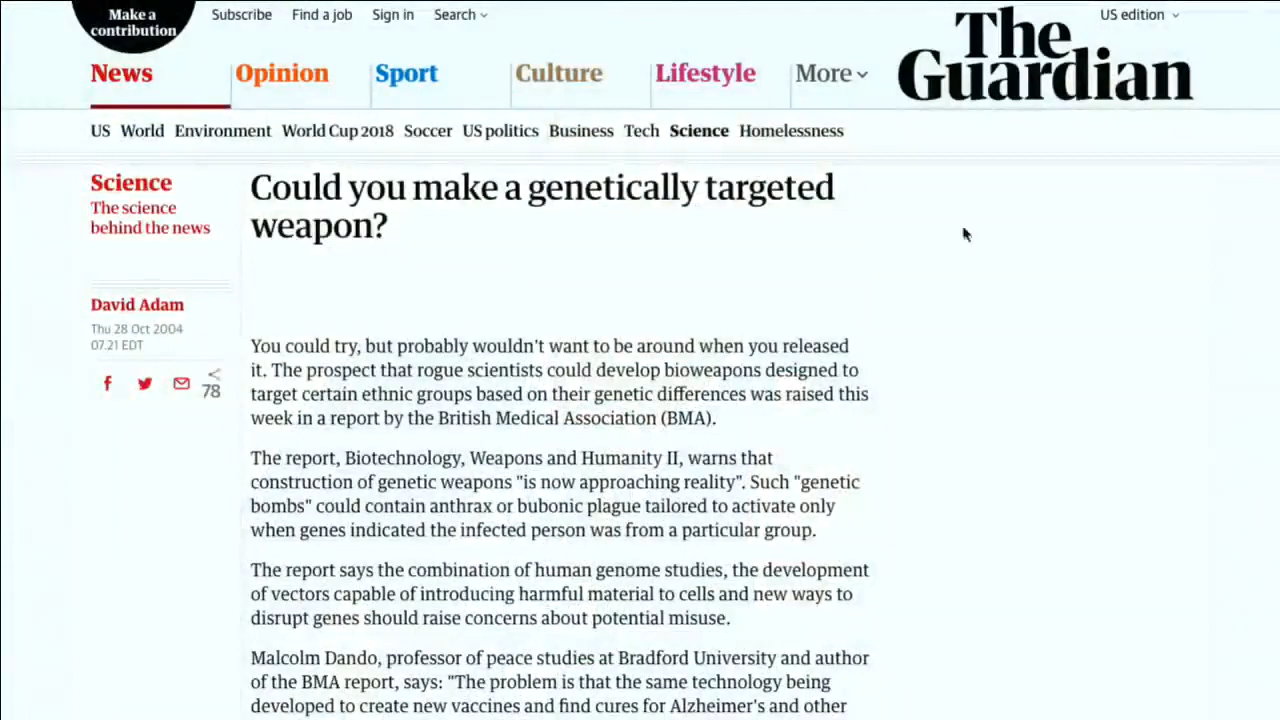 Make a
contribution
Subscribe Find a job Sign in Search
US edition
The
Guardian
News Opinion Sport Culture Lifestyle More
US World Environment World Cup 2018 Soccer US politics Business Tech Science Homelessness
Science
The science
behind the news
Could you make a genetically targeted
weapon?
David Adam
Thu 28 Oct 2004
07.21 EDT
78
You could try, but probably wouldn't want to be around when you released
it. The prospect that rogue scientists could develop bioweapons designed to
target certain ethnic groups based on their genetic differences was raised this
week in a report by the British Medical Association (BMA).
The report, Biotechnology, Weapons and Humanity II, warns that
construction of genetic weapons "is now approaching reality". Such "genetic
bombs" could contain anthrax or bubonic plague tailored to activate only
when genes indicated the infected person was from a particular group.
The report says the combination of human genome studies, the development
of vectors capable of introducing harmful material to cells and new ways to
disrupt genes should raise concerns about potential misuse.
Malcolm Dando, professor of peace studies at Bradford University and author
of the BMA report, says: "The problem is that the same technology being
developed to create new vaccines and find cures for Alzheimer's and other